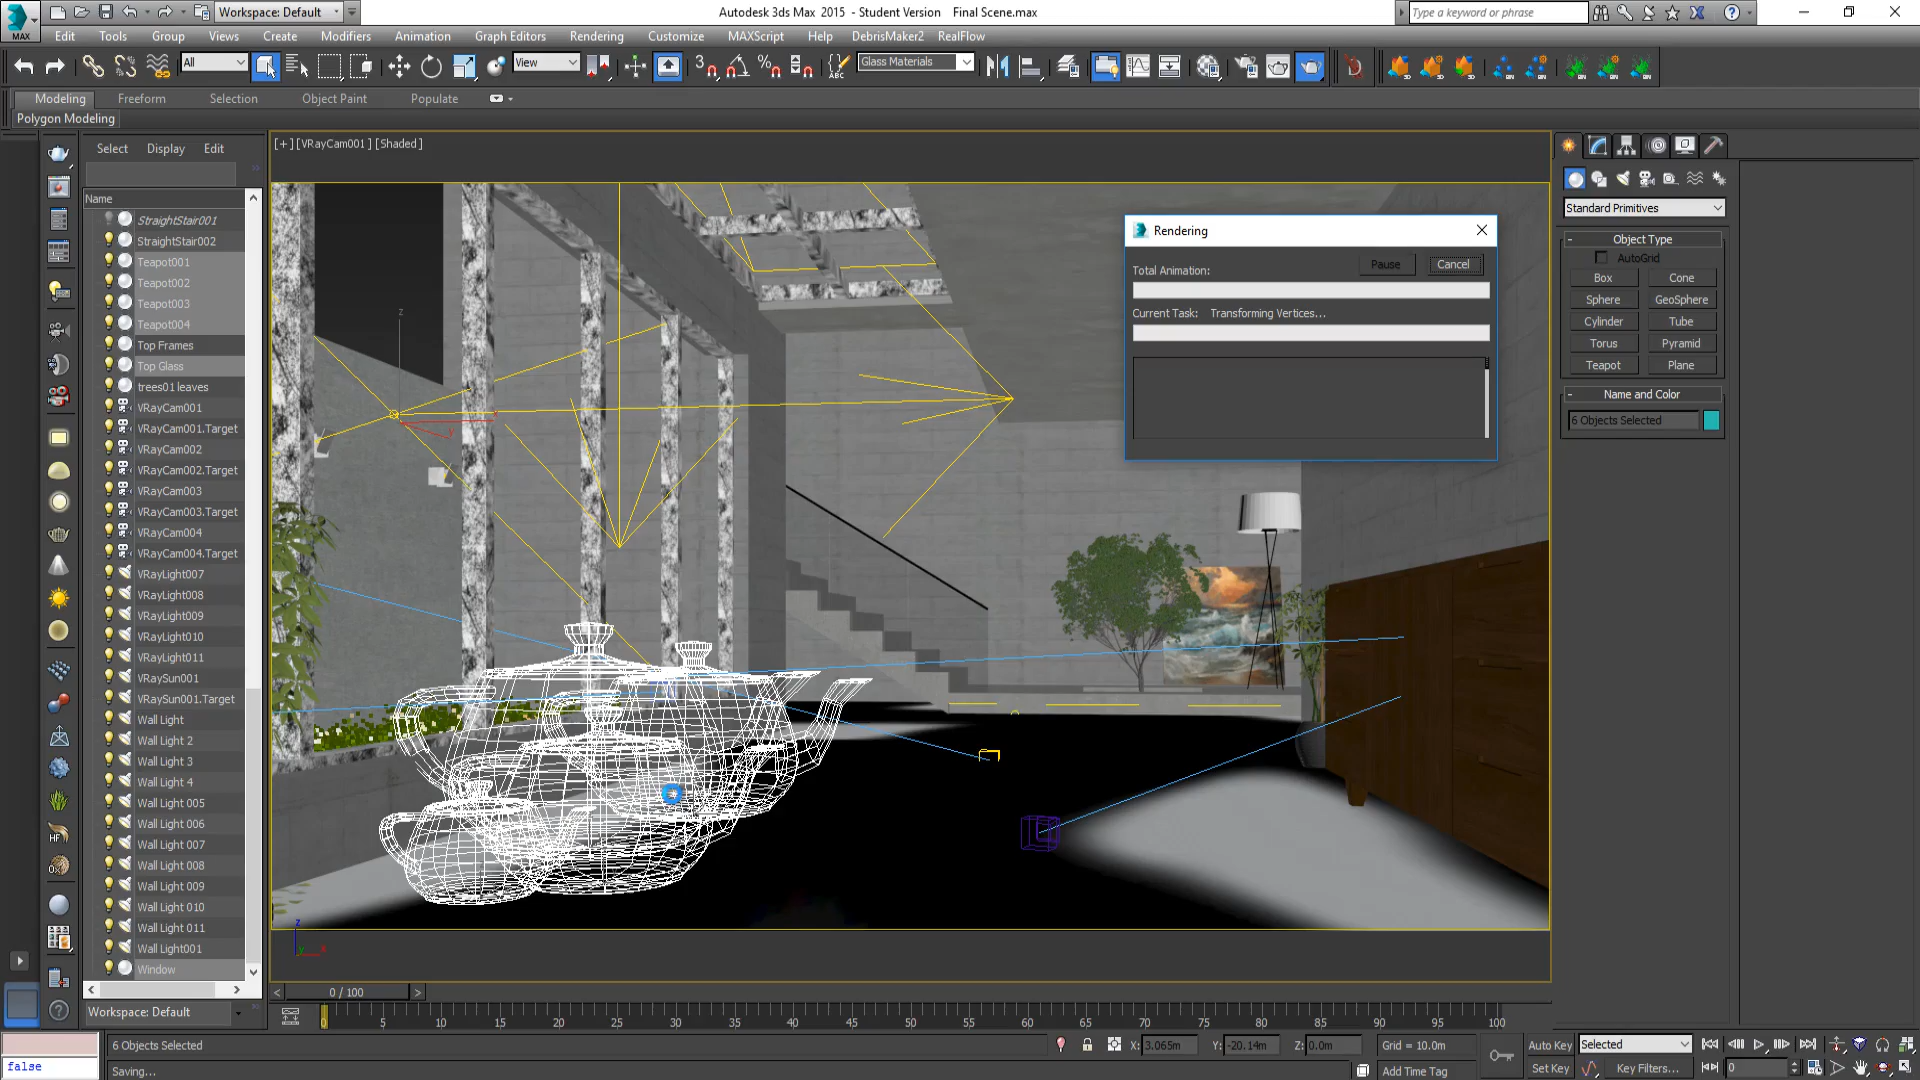 Workspace: Default
Autodesk 3ds Max 2015 - Student Version Final Scene.max
Type a keyword or phrase
MAX
Edit Tools Group Views Create Modifiers Animation Graph Editors Rendering Customize MAXScript Help DebrisMaker2 RealFlow
All
View
3
%
ABC
Glass Materials
Modeling Freeform Selection Object Paint Populate
Polygon Modeling
Select Display Edit
[+] [VRayCam001] [Shaded]
Name
StraightStair001
StraightStair002
Teapot001
Teapot002
Teapot003
Teapot004
Top Frames
Top Glass
trees01 leaves
VRayCam001
VRayCam001.Target
VRayCam002
VRayCam002.Target
VRayCam003
VRayCam003.Target
VRayCam004
VRayCam004.Target
VRayLight007
VRayLight008
VRayLight009
VRayLight010
VRayLight011
VRaySun001
VRaySun001.Target
Wall Light
Wall Light 2
Wall Light 3
Wall Light 4
Wall Light 005
Wall Light 006
Wall Light 007
Wall Light 008
Wall Light 009
Wall Light 010
Wall Light 011
Wall Light001
Window
HF
Rendering
Total Animation:
Pause
Cancel
Current Task: Transforming Vertices...
Standard Primitives
- Object Type
AutoGrid
Box Cone
Sphere GeoSphere
Cylinder Tube
Torus Pyramid
Teapot Plane
- Name and Color
6 Objects Selected
z
z
x
< 0 / 100 >
Workspace: Default
0 5 10 15 20 25 30 35 40 45 50 55 60 65 70 75 80 85 90 95 100
6 Objects Selected
X: 3.065m Y: -20.14m Z: 0.0m
Grid = 10.0m
Auto Key
Selected
false
Saving...
Add Time Tag
Set Key
Key Filters...
0